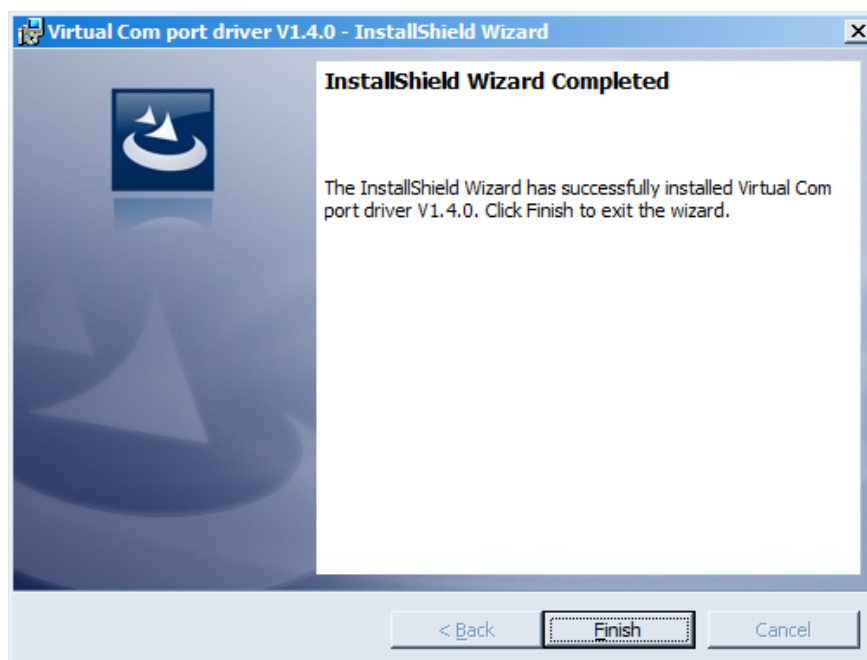 Virtual Com port driver V1.4.0 - InstallShield Wizard
InstallShield Wizard Completed
The InstallShield Wizard has successfully installed Virtual Com
port driver V1.4.0. Click Finish to exit the wizard.
< Back
Finish
Cancel